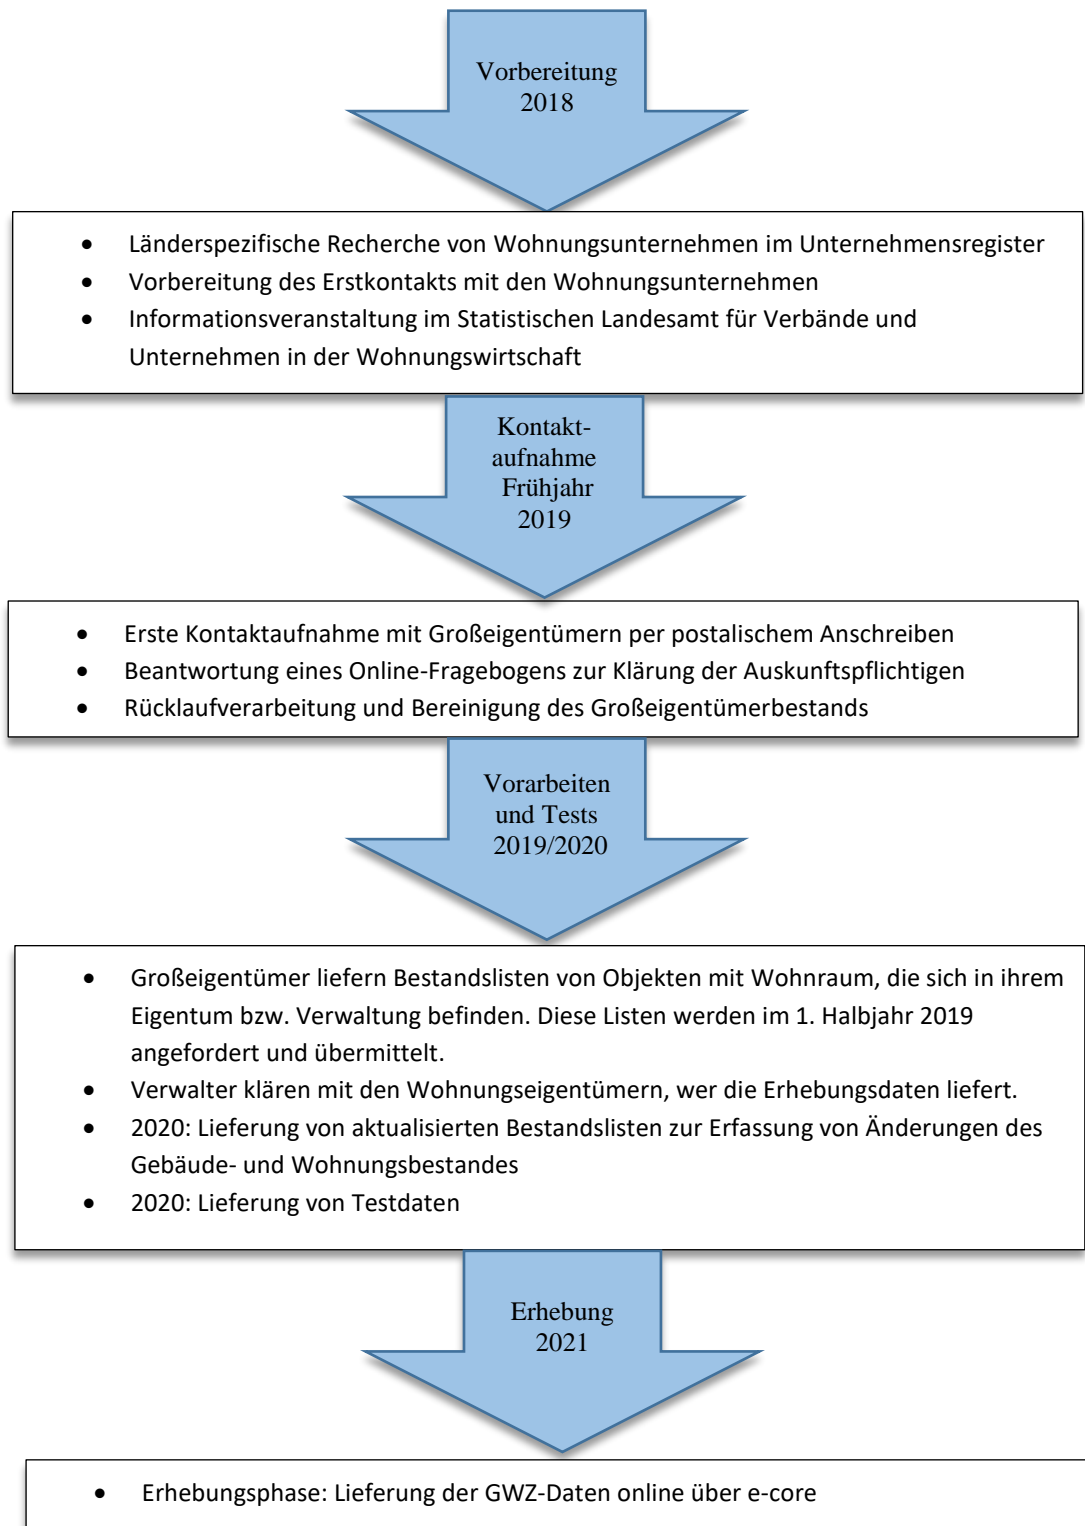 Vorbereitung
2018
• Länderspezifische Recherche von Wohnungsunternehmen im Unternehmensregister
• Vorbereitung des Erstkontakts mit den Wohnungsunternehmen
• Informationsveranstaltung im Statistischen Landesamt für Verbände und
Unternehmen in der Wohnungswirtschaft
Kontakt-
aufnahme
Frühjahr
2019
• Erste Kontaktaufnahme mit Großeigentümern per postalischem Anschreiben
• Beantwortung eines Online-Fragebogens zur Klärung der Auskunftspflichtigen
• Rücklaufverarbeitung und Bereinigung des Großeigentümerbestands
Vorarbeiten
und Tests
2019/2020
• Großeigentümer liefern Bestandslisten von Objekten mit Wohnraum, die sich in ihrem
Eigentum bzw. Verwaltung befinden. Diese Listen werden im 1. Halbjahr 2019
angefordert und übermittelt.
• Verwalter klären mit den Wohnungseigentümern, wer die Erhebungsdaten liefert.
• 2020: Lieferung von aktualisierten Bestandslisten zur Erfassung von Änderungen des
Gebäude- und Wohnungsbestandes
• 2020: Lieferung von Testdaten
Erhebung
2021
• Erhebungsphase: Lieferung der GWZ-Daten online über e-core